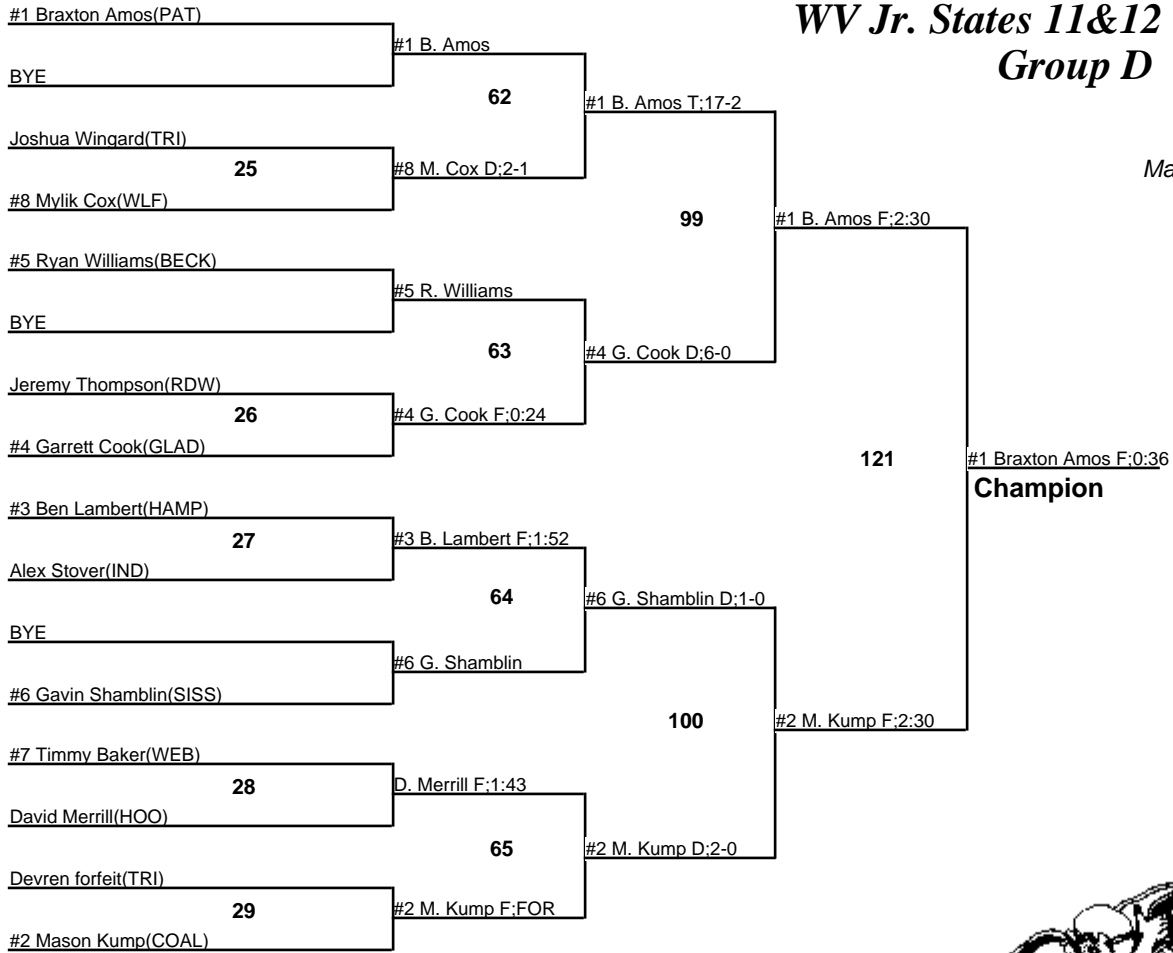 #1 Braxton Amos(PAT)
WV Jr. States 11&12
Group D
#1 B. Amos
BYE
62
#1 B. Amos T;17-2
Joshua Wingard(TRI)
25
#8 M. Cox D;2-1
Ma
#8 Mylik Cox(WLF)
99
#1 B. Amos F;2:30
#5 Ryan Williams(BECK)
#5 R. Williams
BYE
63
#4 G. Cook D;6-0
Jeremy Thompson(RDW)
26
#4 G. Cook F;0:24
#4 Garrett Cook(GLAD)
121
#1 Braxton Amos F;0:36
Champion
#3 Ben Lambert(HAMP)
27
#3 B. Lambert F;1:52
Alex Stover(IND)
64
#6 G. Shamblin D;1-0
BYE
#6 G. Shamblin
#6 Gavin Shamblin(SISS)
100
#2 M. Kump F;2:30
#7 Timmy Baker(WEB)
28
D. Merrill F;1:43
David Merrill(HOO)
65
#2 M. Kump D;2-0
Devren forfeit(TRI)
29
#2 M. Kump F;FOR
#2 Mason Kump(COAL)